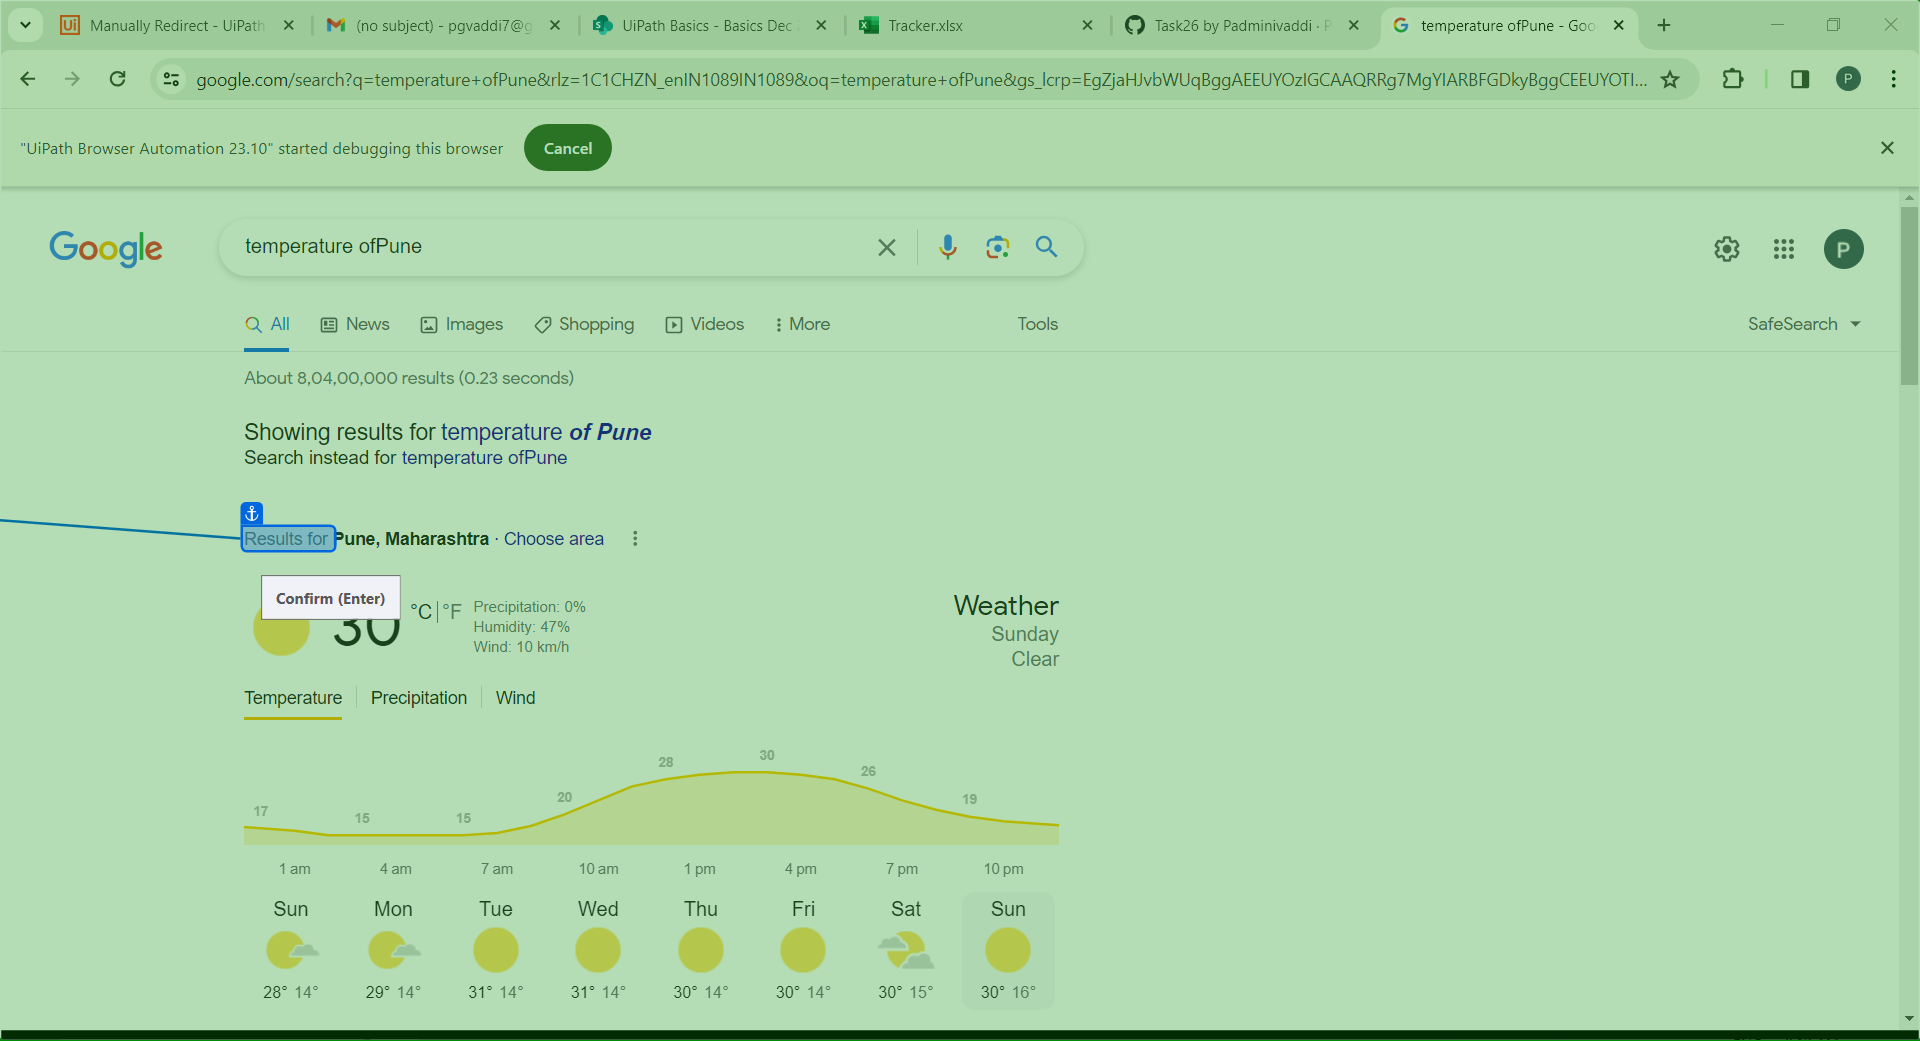 Manually Redirect - UiPath
(no subject) - pgvaddi7@g
UiPath Basics - Basics Dec
Tracker.xlsx
Task26 by Padminivaddi · P
temperature ofPune - Goo
google.com/search?q=temperature+ofPune&rlz=1C1CHZN_enIN1089IN1089&oq=temperature+ofPune&gs_lcrp=EgZjaHJvbWUqBggAEEUYOzIGCAAQRRg7MgYIARBFGDkyBggCEEUYOTI...
P
"UiPath Browser Automation 23.10" started debugging this browser
Cancel
Google
temperature ofPune
P
All
News
Images
Shopping
Videos
More
Tools
SafeSearch
About 8,04,00,000 results (0.23 seconds)
Showing results for temperature of Pune
Search instead for temperature ofPune
Results for Pune, Maharashtra · Choose area
Confirm (Enter)
30 °C | °F
Precipitation: 0%
Humidity: 47%
Wind: 10 km/h
Weather
Sunday
Clear
Temperature
Precipitation
Wind
17 15 15 20 28 30 26 19
1 am 4 am 7 am 10 am 1 pm 4 pm 7 pm 10 pm
Sun Mon Tue Wed Thu Fri Sat Sun
28° 14° 29° 14° 31° 14° 31° 14° 30° 14° 30° 14° 30° 15° 30° 16°